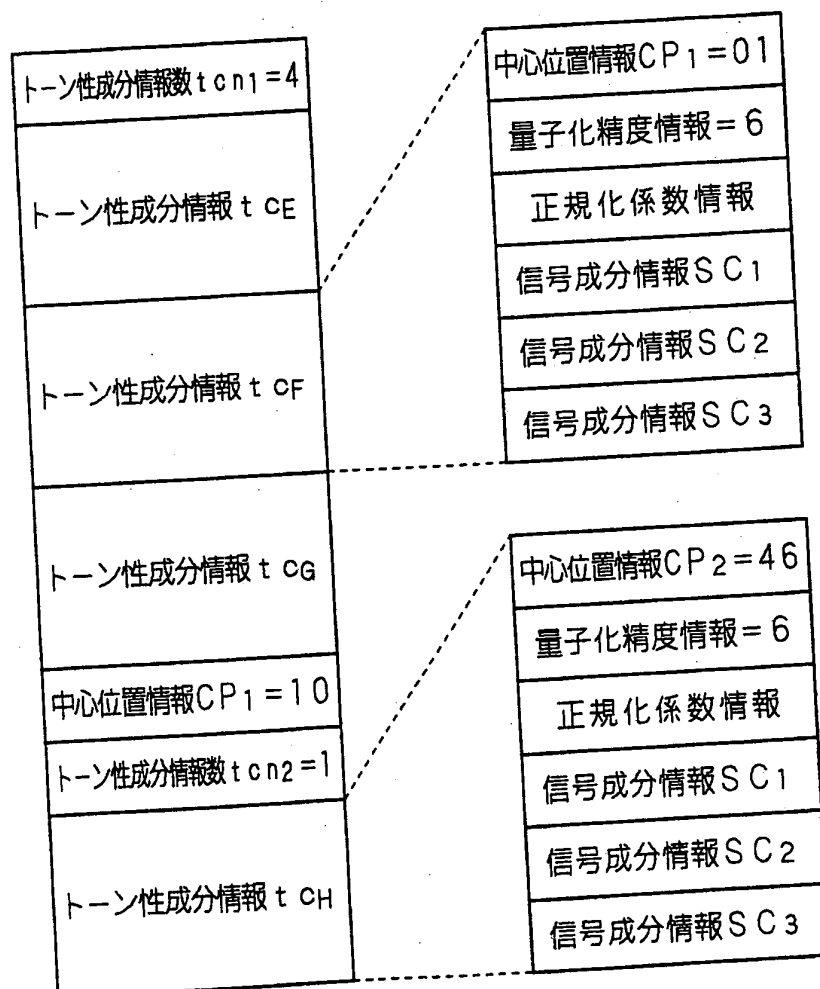 トーン性成分情報数tcn1=4
トーン性成分情報tcE
トーン性成分情報tcF
トーン性成分情報tcG
中心位置情報CP1=10
トーン性成分情報数tcn2=1
トーン性成分情報tcH
中心位置情報CP1=01
量子化精度情報=6
正規化係数情報
信号成分情報SC1
信号成分情報SC2
信号成分情報SC3
中心位置情報CP2=46
量子化精度情報=6
正規化係数情報
信号成分情報SC1
信号成分情報SC2
信号成分情報SC3